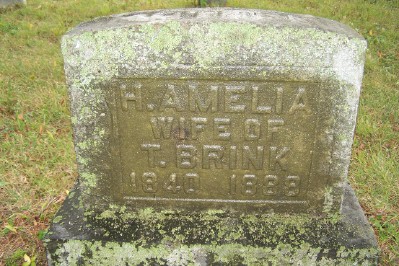 H. AMELIA
WIFE OF
T. BRINK
1840 1888